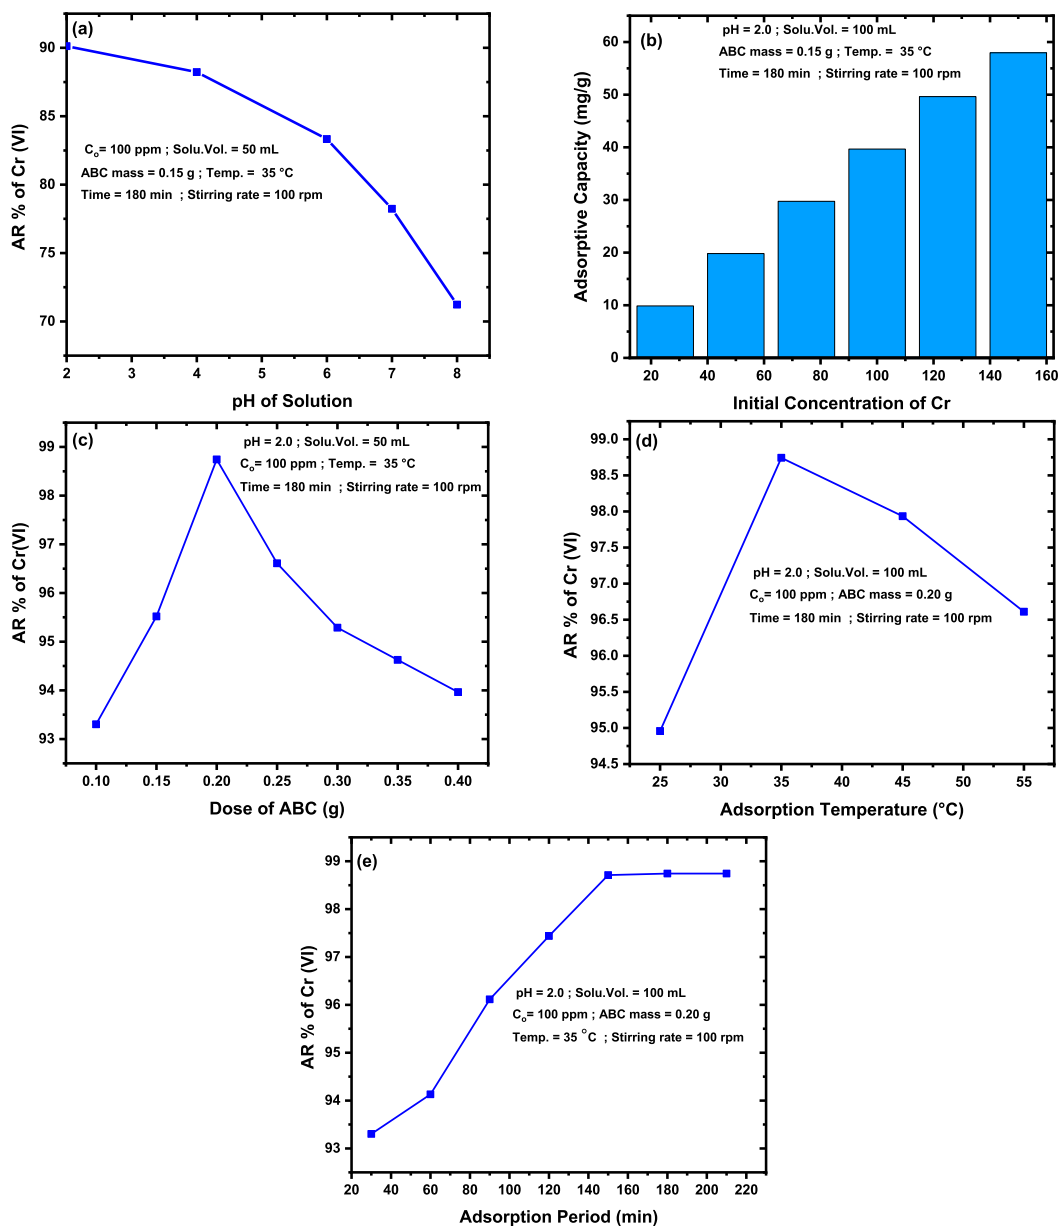 (a)
90
85
80
75
70
AR % of Cr (VI)
C₀= 100 ppm ; Solu.Vol. = 50 mL
ABC mass = 0.15 g ; Temp. = 35 °C
Time = 180 min ; Stirring rate = 100 rpm
2 3 4 5 6 7 8
pH of Solution
(b)
pH = 2.0 ; Solu.Vol. = 100 mL
ABC mass = 0.15 g ; Temp. = 35 °C
Time = 180 min ; Stirring rate = 100 rpm
60
50
40
30
20
10
0
Adsorptive Capacity (mg/g)
20 40 60 80 100 120 140 160
Initial Concentration of Cr
(c)
pH = 2.0 ; Solu.Vol. = 50 mL
C₀= 100 ppm ; Temp. = 35 °C
Time = 180 min ; Stirring rate = 100 rpm
99
98
96
96
95
94
93
AR % of Cr(VI)
0.10 0.15 0.20 0.25 0.30 0.35 0.40
Dose of ABC (g)
(d)
99.0
98.5
98.0
97.5
97.0
96.5
96.0
95.5
95.0
94.5
AR % of Cr (VI)
pH = 2.0 ; Solu.Vol. = 100 mL
C₀= 100 ppm ; ABC mass = 0.20 g
Time = 180 min ; Stirring rate = 100 rpm
25 30 35 40 45 50 55
Adsorption Temperature (°C)
(e)
99
98
97
96
95
94
93
AR % of Cr (VI)
pH = 2.0 ; Solu.Vol. = 100 mL
C₀= 100 ppm ; ABC mass = 0.20 g
Temp. = 35 °C ; Stirring rate = 100 rpm
20 40 60 80 100 120 140 160 180 200 220
Adsorption Period (min)